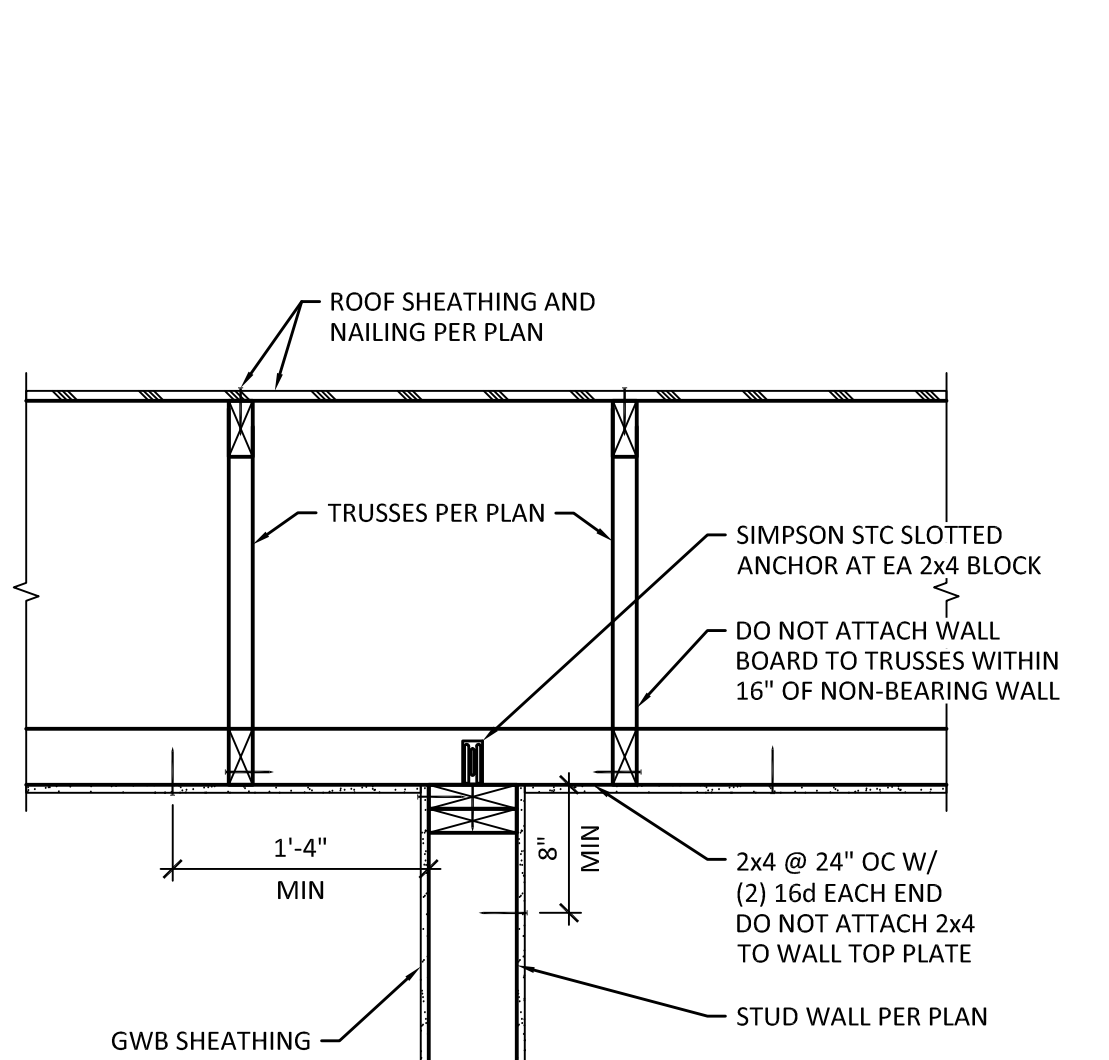 ROOF SHEATHING AND
NAILING PER PLAN
TRUSSES PER PLAN
SIMPSON STC SLOTTED
ANCHOR AT EA 2x4 BLOCK
DO NOT ATTACH WALL
BOARD TO TRUSSES WITHIN
16" OF NON-BEARING WALL
1'-4"
MIN
8"
MIN
2x4 @ 24" OC W/
(2) 16d EACH END
DO NOT ATTACH 2x4
TO WALL TOP PLATE
STUD WALL PER PLAN
GWB SHEATHING